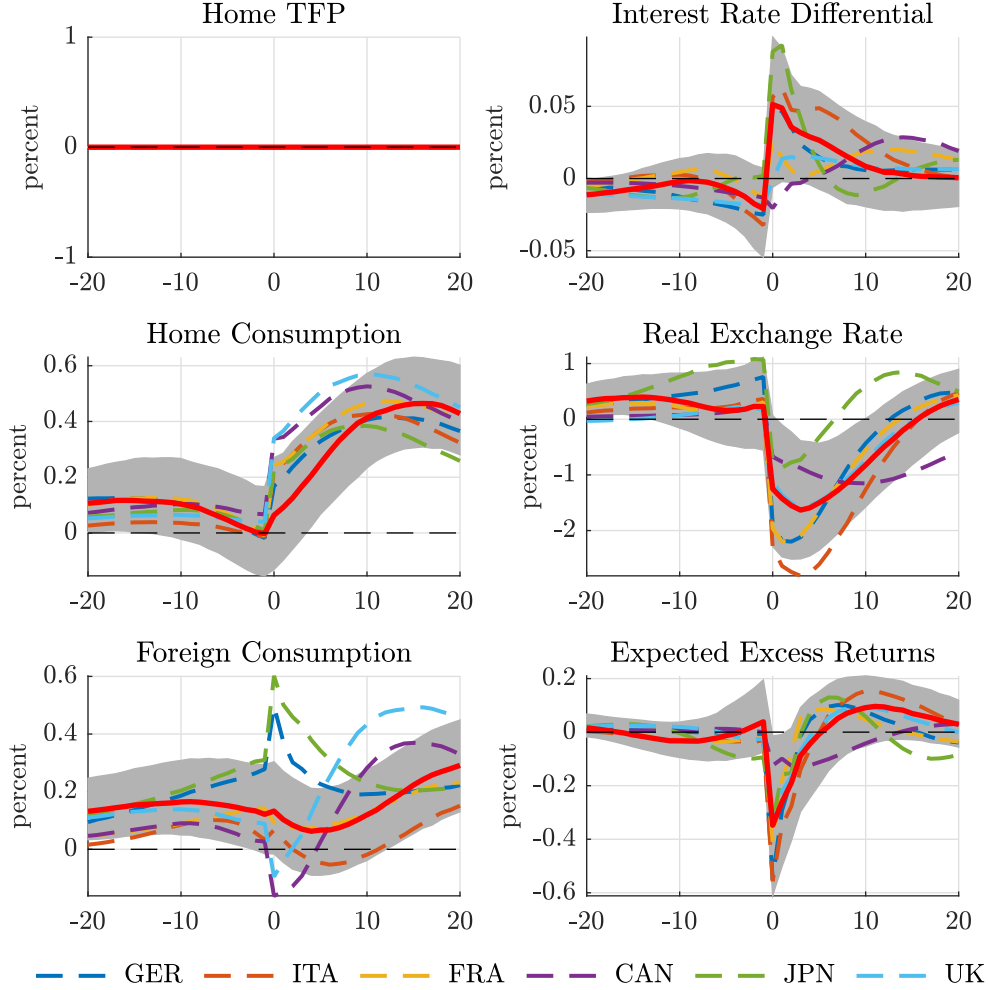 Home TFP
percent
1
0
-1
-20 -10 0 10 20
Interest Rate Differential
percent
0.05
0
-0.05
-20 -10 0 10 20
Home Consumption
percent
0.6
0.4
0.2
0
-20 -10 0 10 20
Real Exchange Rate
percent
1
0
-1
-2
-20 -10 0 10 20
Foreign Consumption
percent
0.6
0.4
0.2
0
-20 -10 0 10 20
Expected Excess Returns
percent
0.2
0
-0.2
-0.4
-0.6
-20 -10 0 10 20
GER ITA FRA CAN JPN UK